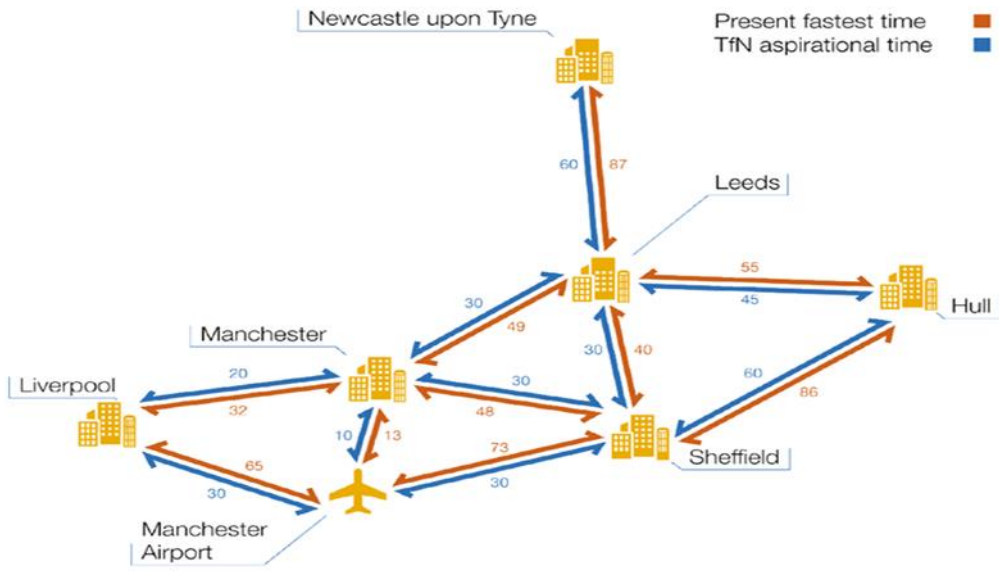 Newcastle upon Tyne
Present fastest time
TfN aspirational time
60
87
Leeds
55
45
Hull
30
49
Manchester
30
40
Liverpool
20
32
30
48
60
86
10
13
73
30
Sheffield
65
30
Manchester
Airport